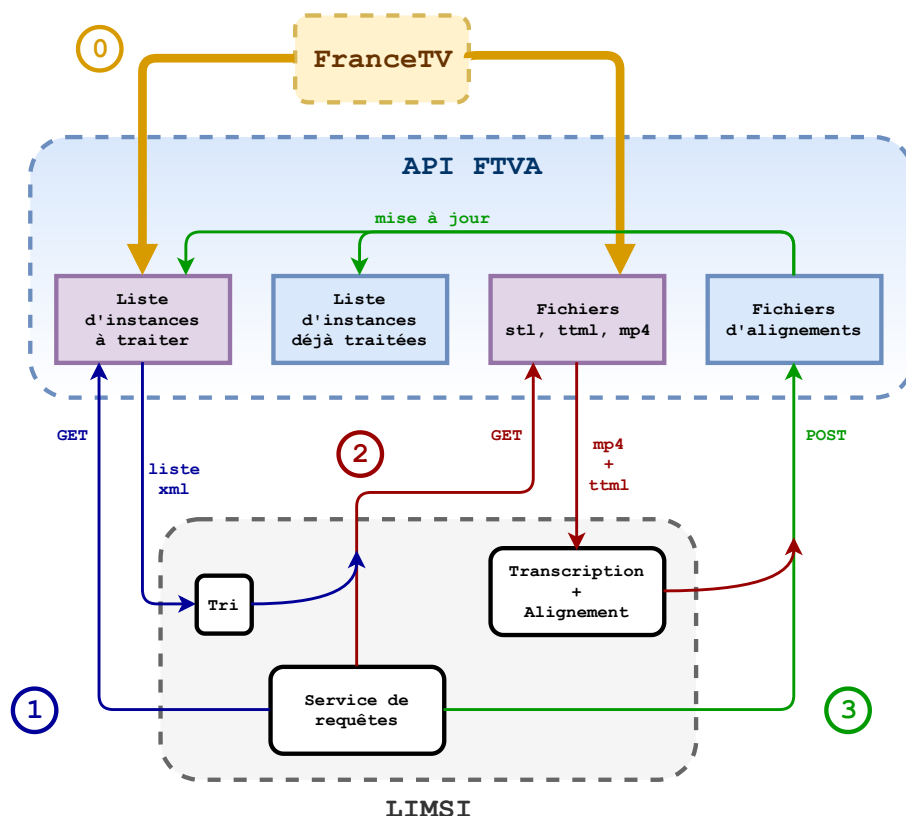 0
FranceTV
API FTVA
mise à jour
Liste
d'instances
à traiter
Liste
d'instances
déjà traitées
Fichiers
stl, ttml, mp4
Fichiers
d'alignements
GET
liste
xml
2
GET
mp4
+
ttml
POST
Tri
Transcription
+
Alignement
1
Service de
requêtes
3
LIMSI